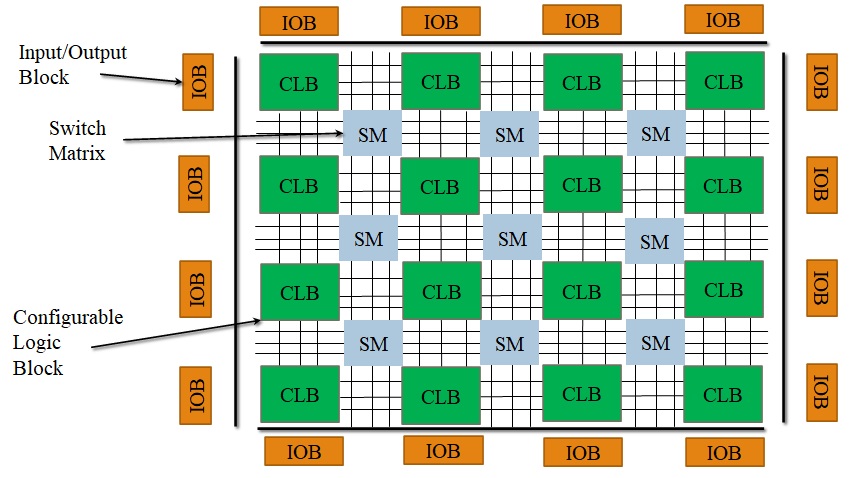 IOB IOB IOB IOB
Input/Output
Block
IOB CLB CLB CLB CLB IOB
Switch
Matrix
SM SM SM
IOB CLB CLB CLB CLB IOB
SM SM SM
IOB CLB CLB CLB CLB IOB
Configurable
Logic
Block
SM SM SM
IOB CLB CLB CLB CLB IOB
IOB IOB IOB IOB